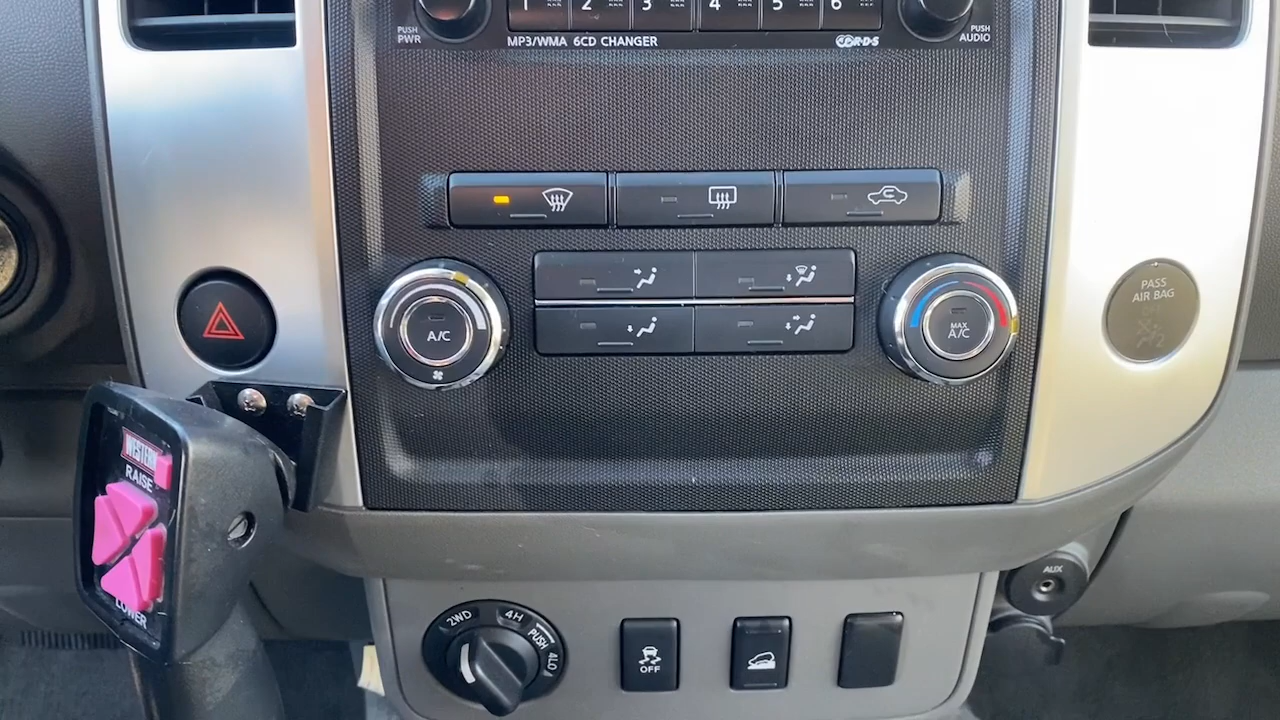 1 2 3 4 5 6
PUSH
PWR
MP3/WMA 6CD CHANGER
R·D·S
PUSH
AUDIO
A/C
MAX
A/C
PASS
AIR BAG
WESTERN
RAISE
LOWER
2WD
4H
PUSH
4LO
OFF
AUX